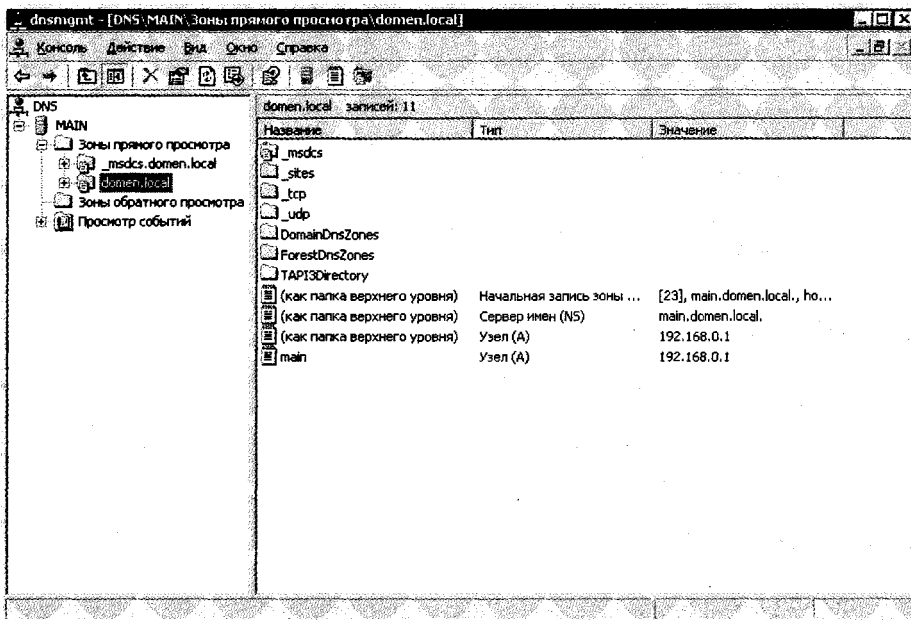 dnsmgmt - [DNS\MAIN\Зоны прямого просмотра\domen.local]
Консоль Действие Вид Окно Справка
DNS
MAIN
Зоны прямого просмотра
_msdcs.domen.local
domen.local
Зоны обратного просмотра
Просмотр событий
domen.local записей: 11
Название Тип Значение
_msdcs
_sites
_tcp
_udp
DomainDnsZones
ForestDnsZones
TAPI3Directory
(как папка верхнего уровня) Начальная запись зоны ... [23], main.domen.local., ho...
(как папка верхнего уровня) Сервер имен (NS) main.domen.local.
(как папка верхнего уровня) Узел (A) 192.168.0.1
main Узел (A) 192.168.0.1